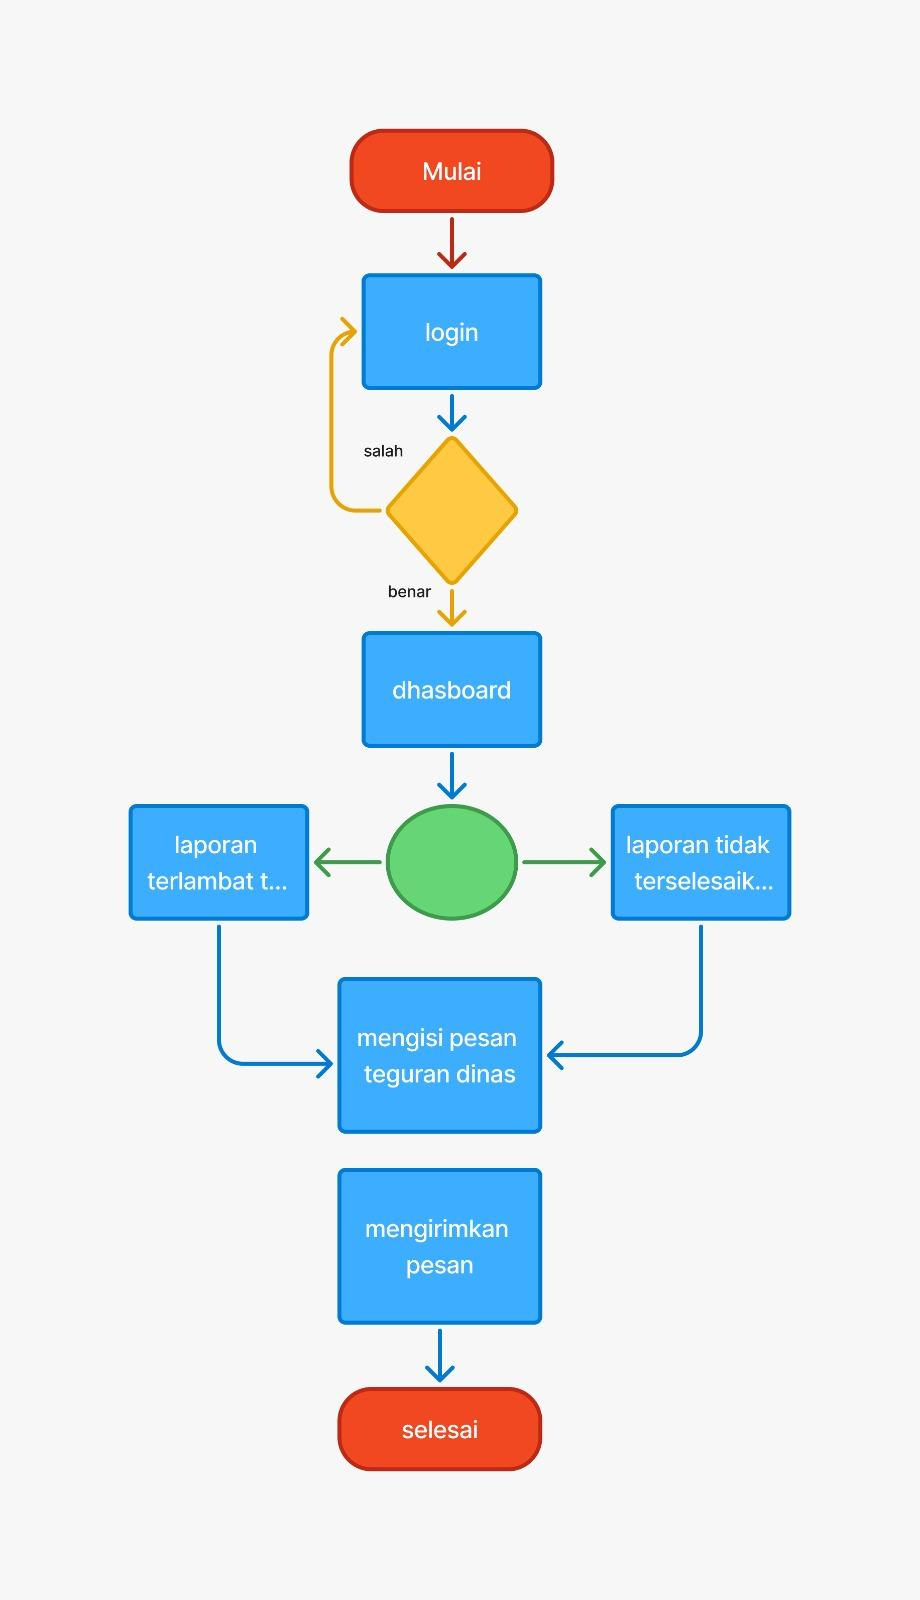 Mulai
login
salah
benar
dhasboard
laporan
terlambat t...
laporan tidak
terselesaik...
mengisi pesan
teguran dinas
mengirimkan
pesan
selesai